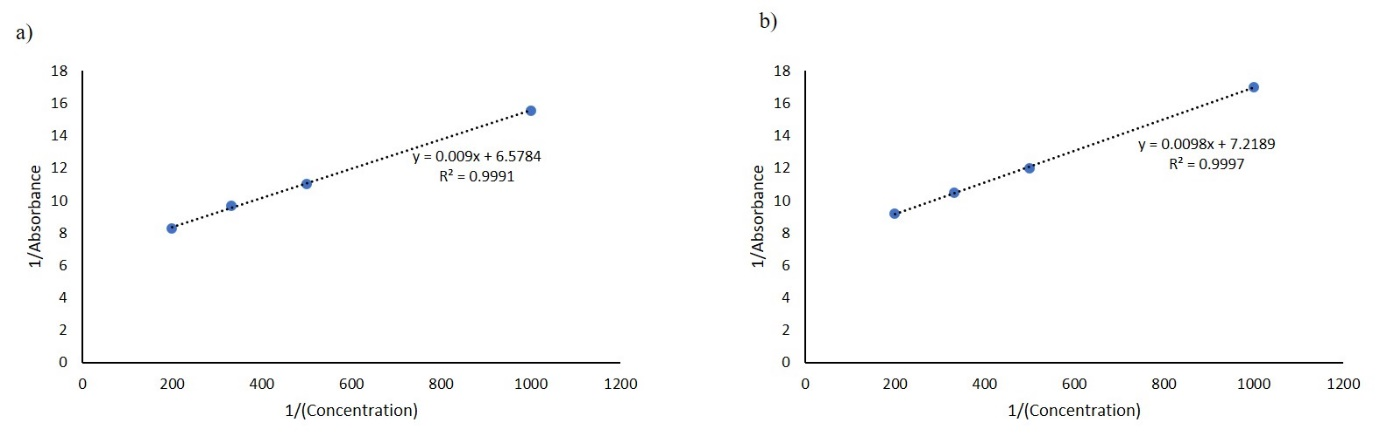 a)
18
16
14
12
10
8
6
4
2
0
1/Absorbance
y = 0.009x + 6.5784
R² = 0.9991
0 200 400 600 800 1000 1200
1/(Concentration)
b)
18
16
14
12
10
8
6
4
2
0
1/Absorbance
y = 0.0098x + 7.2189
R² = 0.9997
0 200 400 600 800 1000 1200
1/(Concentration)